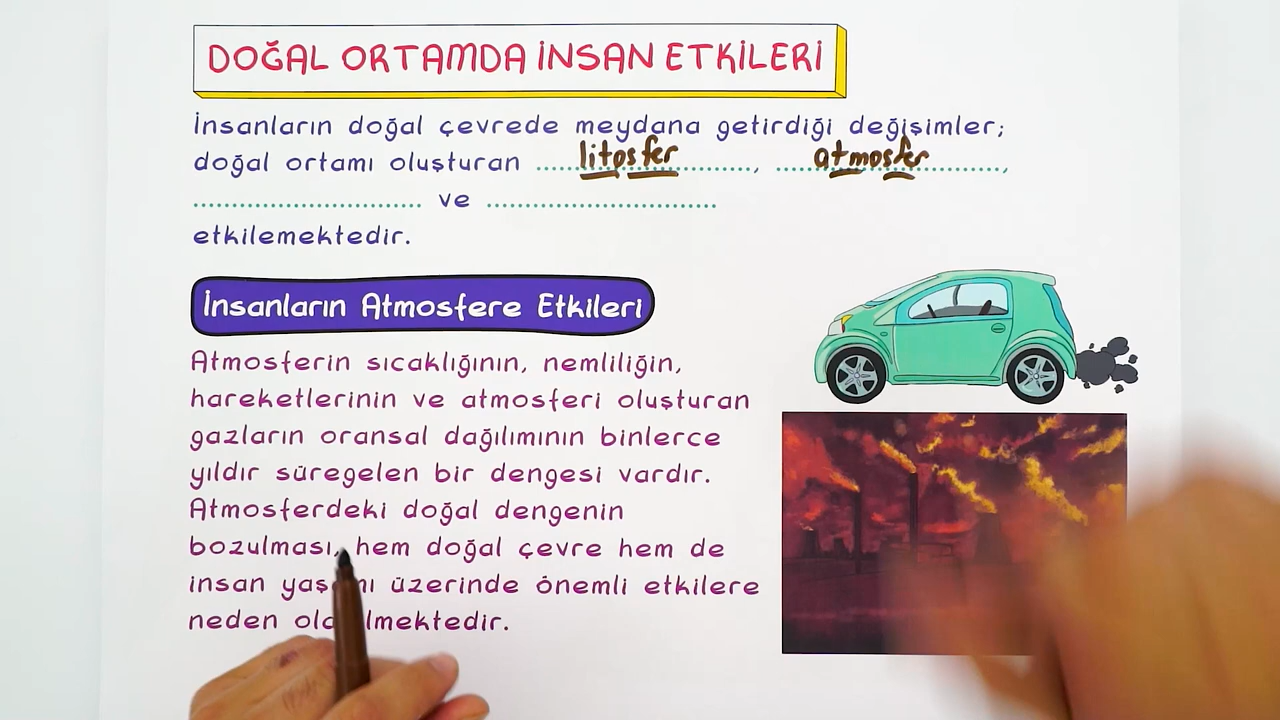 DOĞAL ORTAMDA İNSAN ETKİLERİ
İnsanların doğal çevrede meydana getirdiği değişimler;
doğal ortamı oluşturan litosfer, atmosfer,
ve
etkilemektedir.
İnsanların Atmosfere Etkileri
Atmosferin sıcaklığının, nemliliğin,
hareketlerinin ve atmosferi oluşturan
gazların oransal dağılımının binlerce
yıldır süregelen bir dengesi vardır.
Atmosferdeki doğal dengenin
bozulması, hem doğal çevre hem de
insan üzerinde önemli etkilere
neden